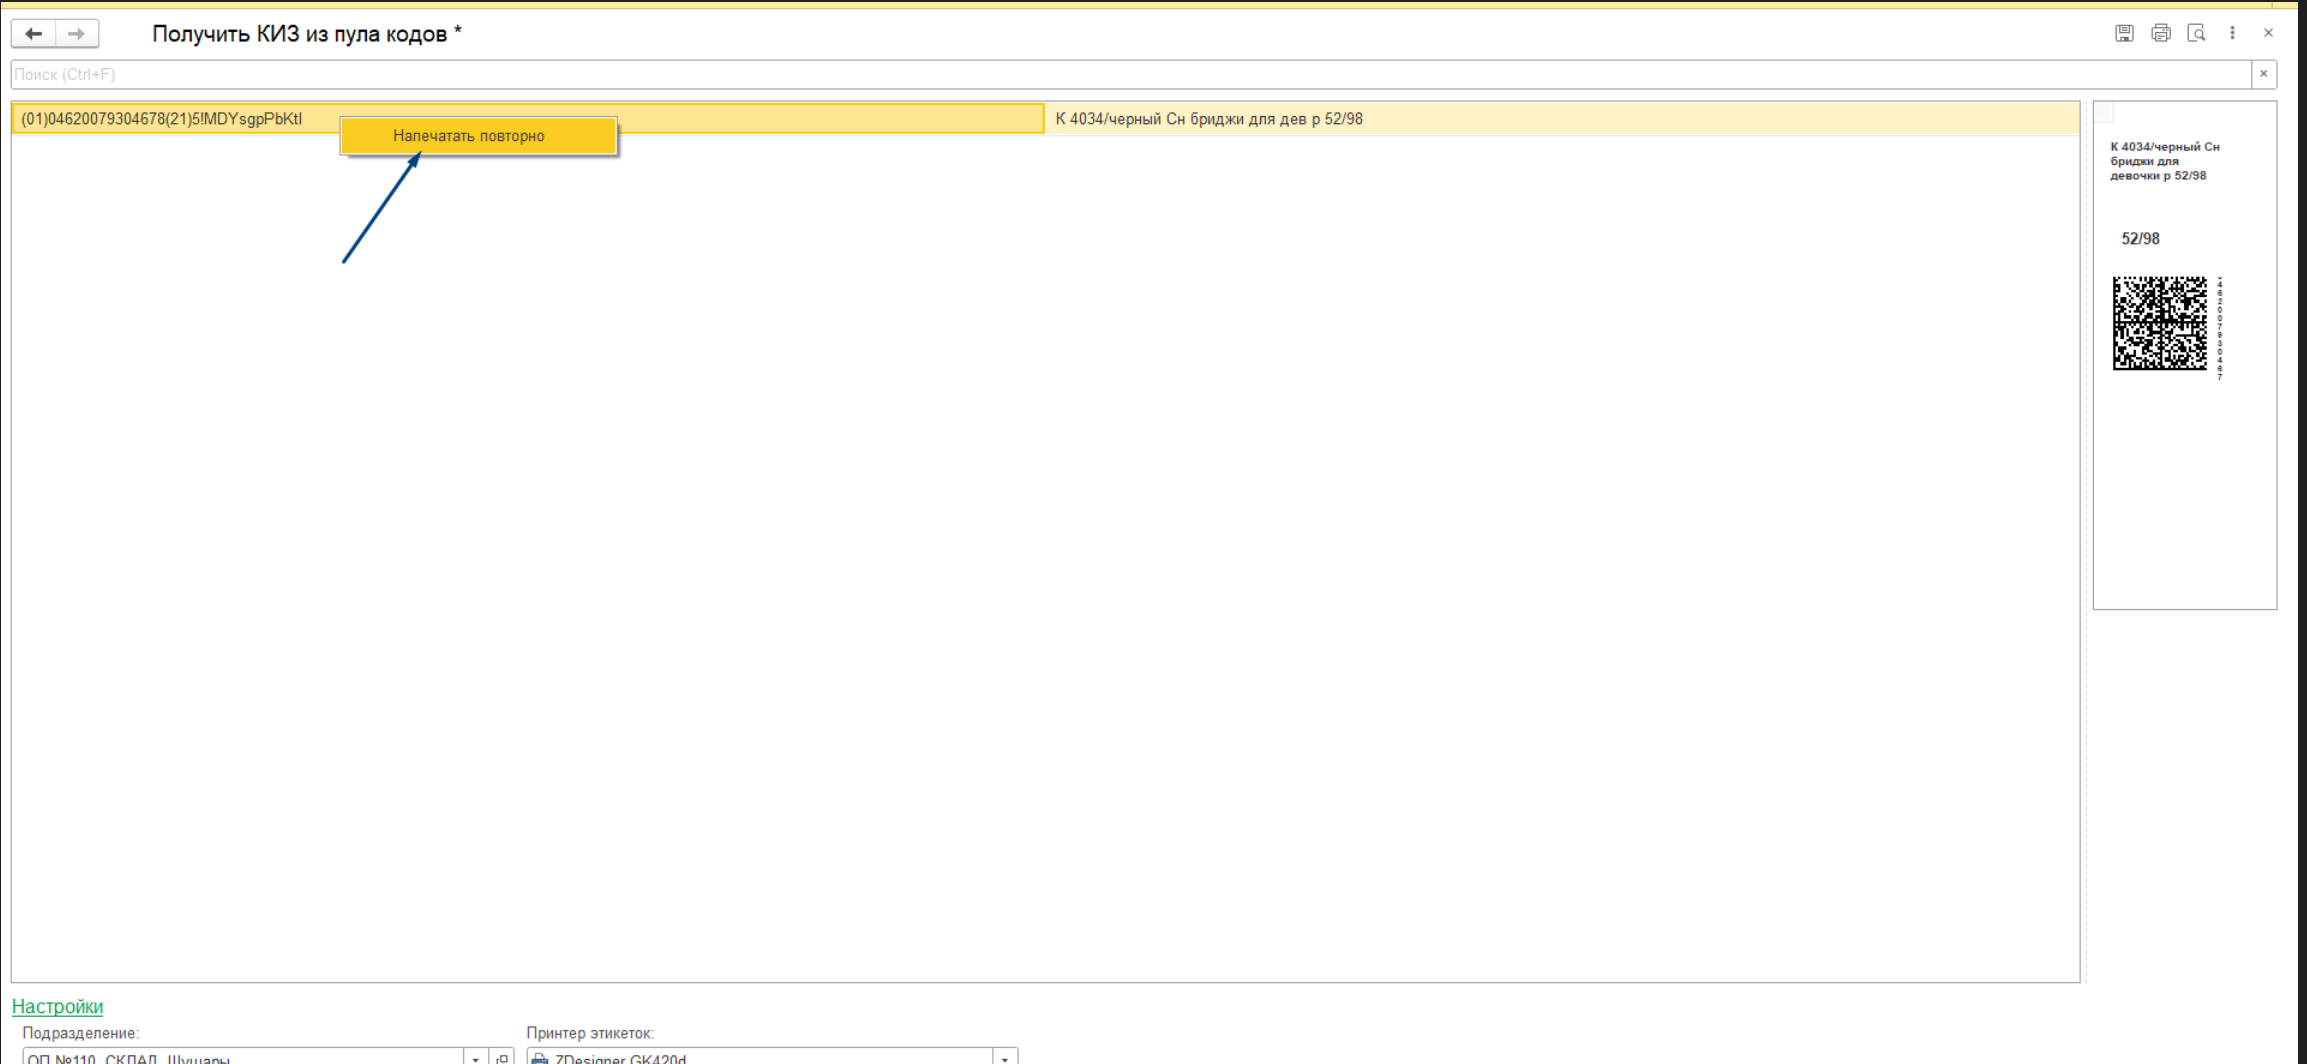 Получить КИЗ из пула кодов *
Поиск (Ctrl+F)
(01)04620079304678(21)5!MDYsgpPbKtl
К 4034/черный Сн бриджи для дев р 52/98
Напечатать повторно
К 4034/черный Сн
бриджи для
девочки р 52/98
52/98
Настройки
Подразделение:
Принтер этикеток:
ОП №110, СКЛАД, Шушары
ZDesigner GK420d